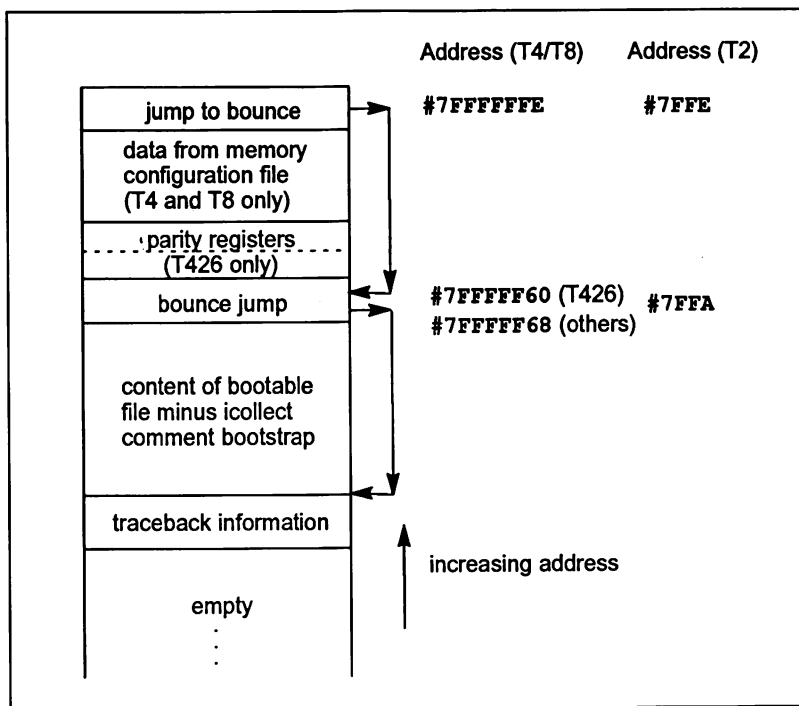 Address (T4/T8) Address (T2)
jump to bounce #7FFFFFFE #7FFE
data from memory
configuration file
(T4 and T8 only)
parity registers
(T426 only)
bounce jump #7FFFFF60 (T426) #7FFA
#7FFFFF68 (others)
content of bootable
file minus icollect
comment bootstrap
traceback information
increasing address
empty